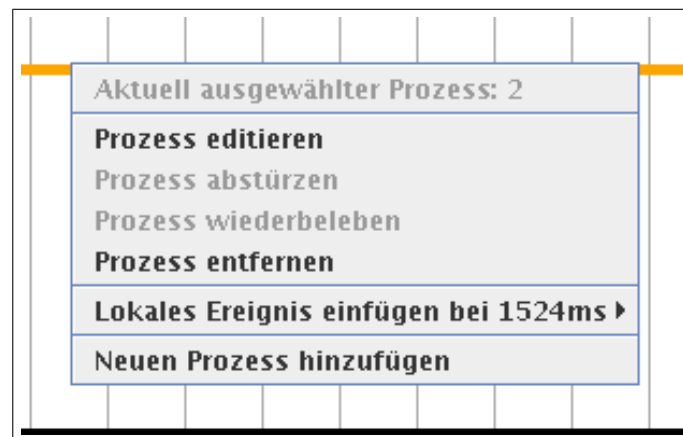 Aktuell ausgewählter Prozess: 2
Prozess editieren
Prozess abstürzen
Prozess wiederbeleben
Prozess entfernen
Lokales Ereignis einfügen bei 1524ms
Neuen Prozess hinzufügen